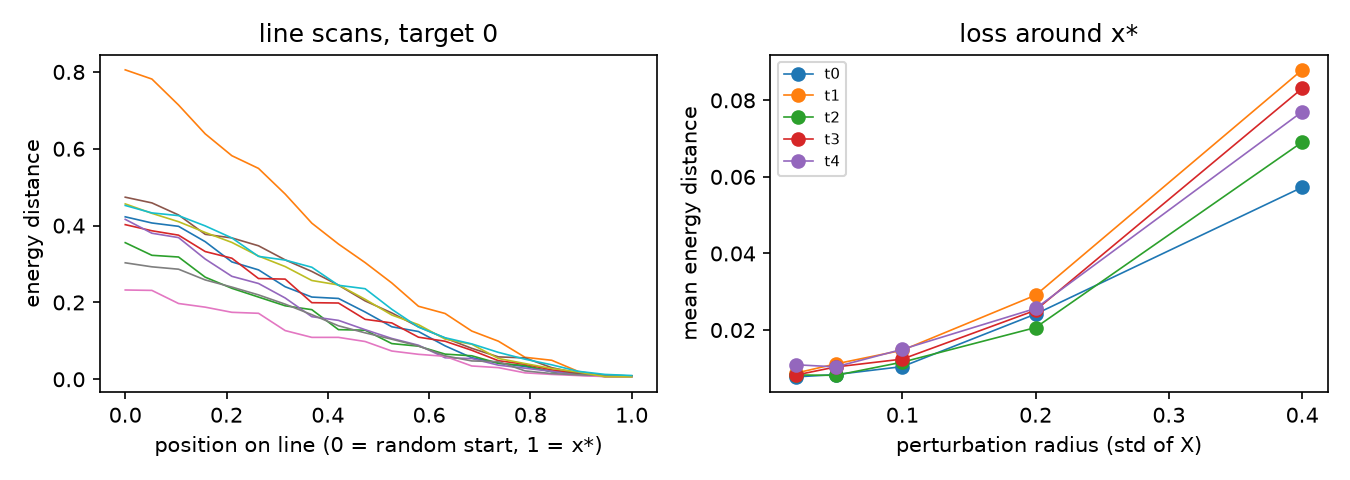 line scans, target 0
energy distance
0.8
0.6
0.4
0.2
0.0
0.0 0.2 0.4 0.6 0.8 1.0
position on line (0 = random start, 1 = x*)
loss around x*
mean energy distance
0.08
0.06
0.04
0.02
t0
t1
t2
t3
t4
0.1 0.2 0.3 0.4
perturbation radius (std of X)